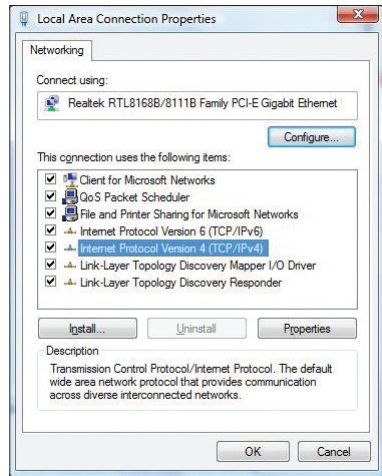 Local Area Connection Properties
Networking
Connect using:
Realtek RTL8168B/8111B Family PCI-E Gigabit Ethernet
Configure...
This connection uses the following items:
Client for Microsoft Networks
QoS Packet Scheduler
File and Printer Sharing for Microsoft Networks
Internet Protocol Version 6 (TCP/IPv6)
Internet Protocol Version 4 (TCP/IPv4)
Link-Layer Topology Discovery Mapper I/O Driver
Link-Layer Topology Discovery Responder
Install... Uninstall Properties
Description
Transmission Control Protocol/Internet Protocol. The default
wide area network protocol that provides communication
across diverse interconnected networks.
OK Cancel